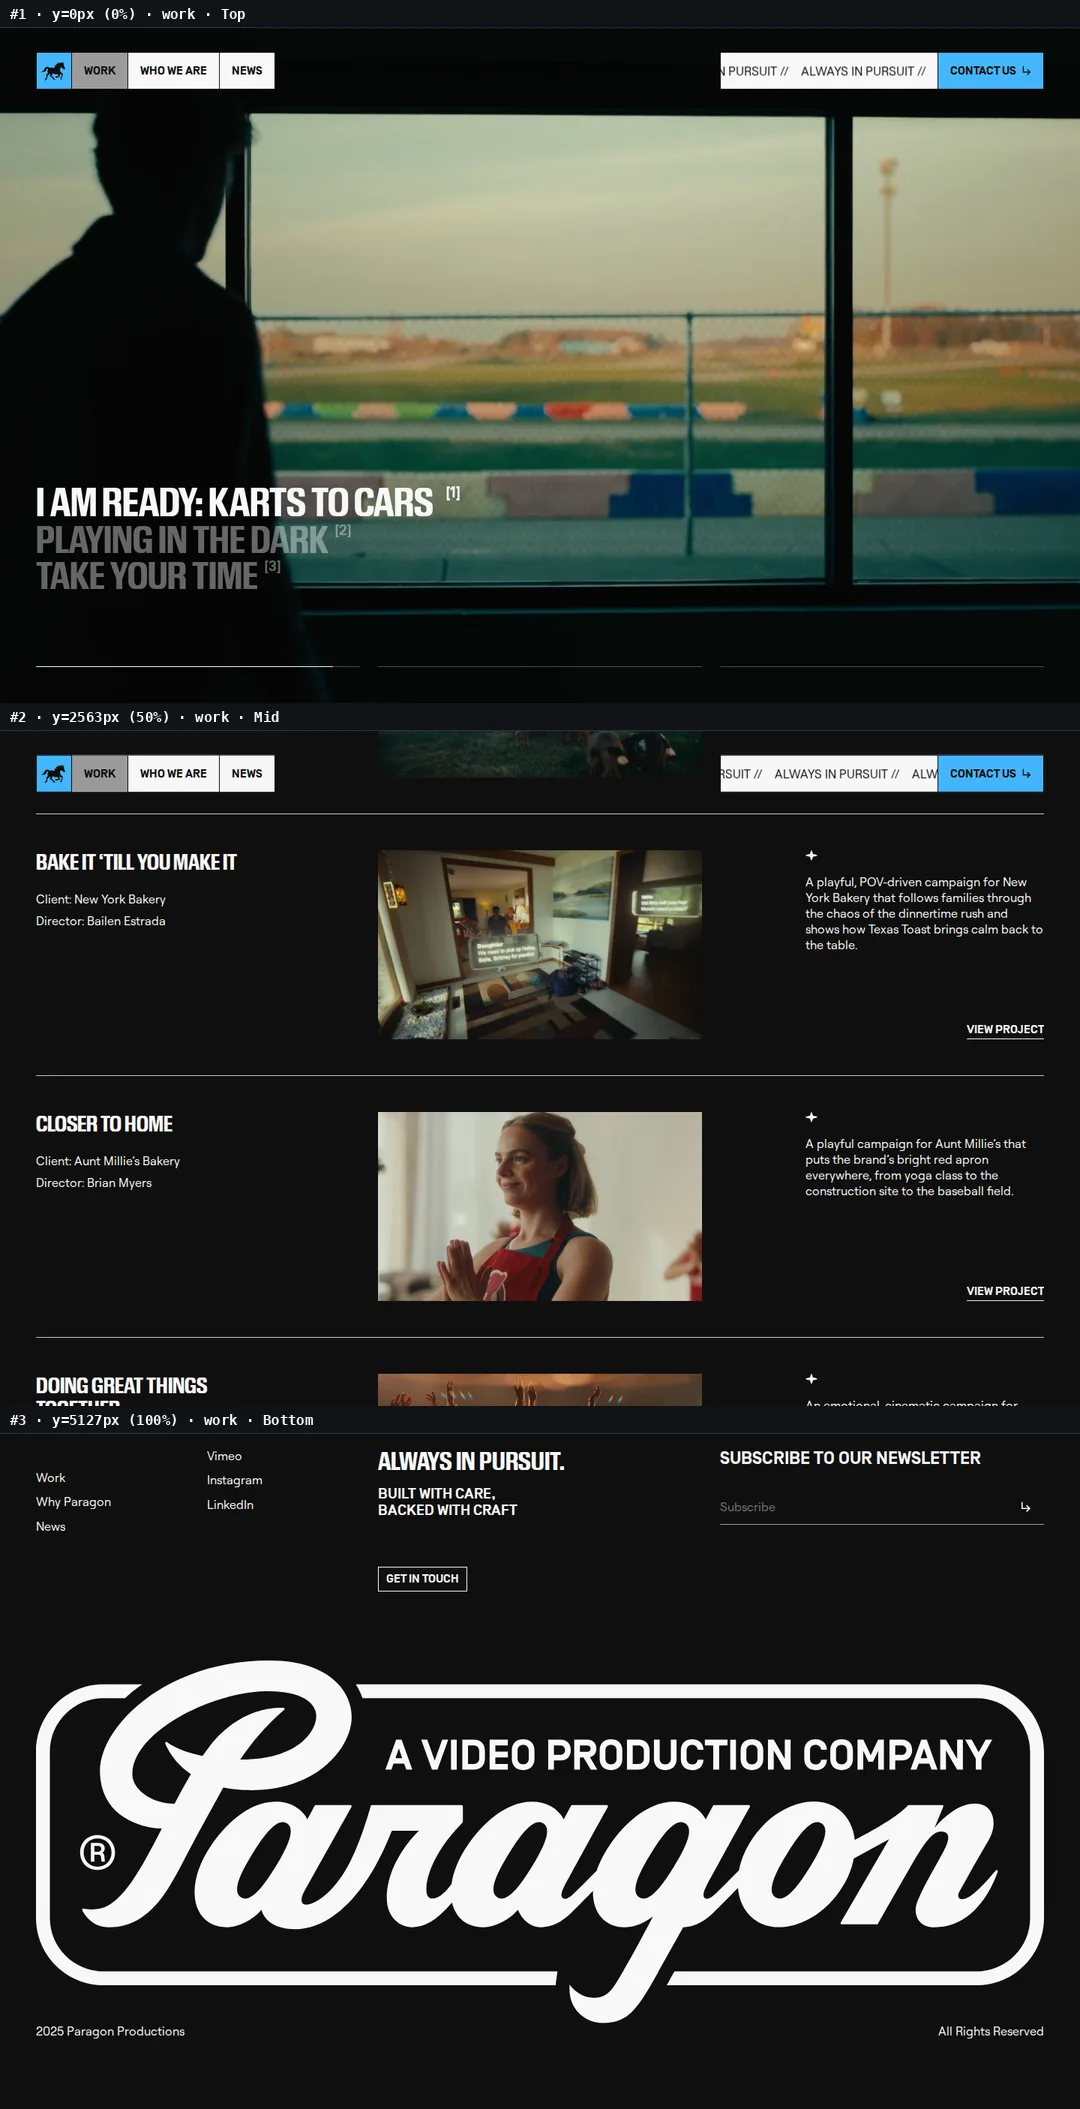 #1 · y=0px (0%) · work · Top
WORK
WHO WE ARE
NEWS
N PURSUIT // ALWAYS IN PURSUIT //
CONTACT US
I AM READY: KARTS TO CARS [1]
PLAYING IN THE DARK [2]
TAKE YOUR TIME [3]
#2 · y=2563px (50%) · work · Mid
WORK
WHO WE ARE
NEWS
RSUIT // ALWAYS IN PURSUIT // ALW
CONTACT US
BAKE IT ‘TILL YOU MAKE IT
Client: New York Bakery
Director: Bailen Estrada
Daughter
A playful, POV-driven campaign for New
York Bakery that follows families through
the chaos of the dinnertime rush and
shows how Texas Toast brings calm back to
the table.
VIEW PROJECT
CLOSER TO HOME
Client: Aunt Millie’s Bakery
Director: Brian Myers
A playful campaign for Aunt Millie’s that
puts the brand’s bright red apron
everywhere, from yoga class to the
construction site to the baseball field.
VIEW PROJECT
DOING GREAT THINGS
TOGETHER
An emotional, cinematic campaign for
#3 · y=5127px (100%) · work · Bottom
Work
Why Paragon
News
Vimeo
Instagram
LinkedIn
ALWAYS IN PURSUIT.
BUILT WITH CARE,
BACKED WITH CRAFT
GET IN TOUCH
SUBSCRIBE TO OUR NEWSLETTER
Subscribe
A VIDEO PRODUCTION COMPANY
Paragon
®
2025 Paragon Productions
All Rights Reserved